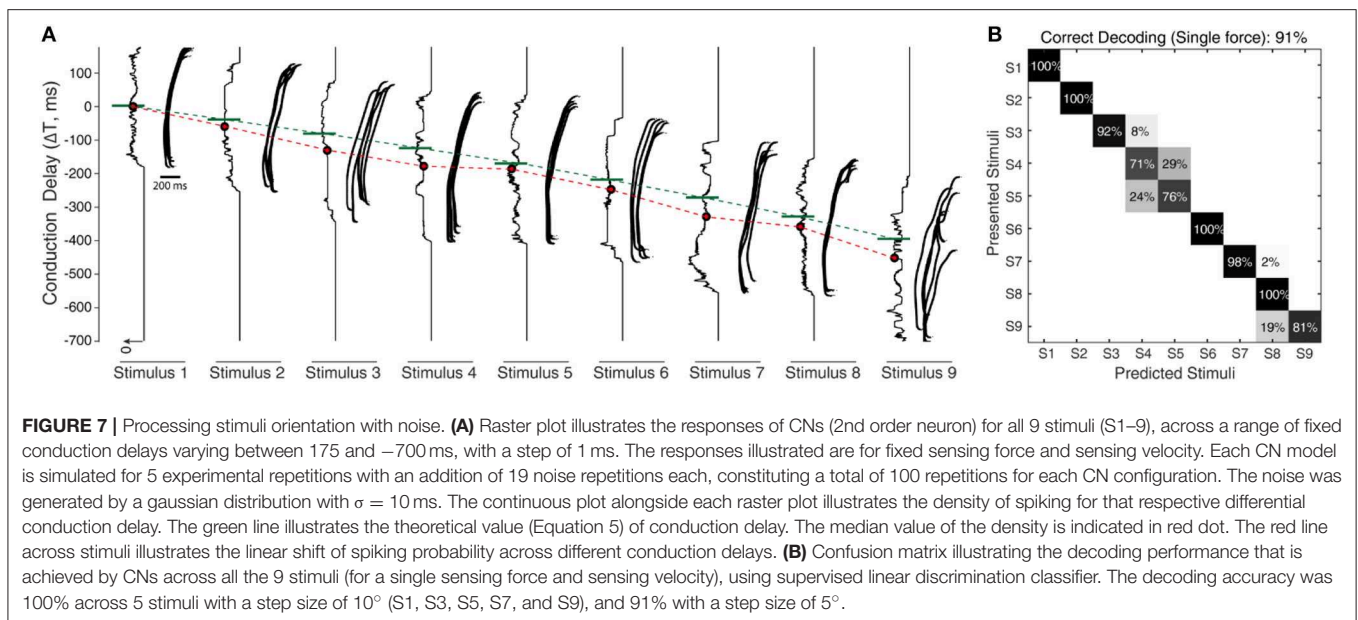 A
Conduction Delay (ΔT, ms)
100
0
-100
-200
-300
-400
-500
-600
-700
0
200 ms
Stimulus 1 Stimulus 2 Stimulus 3 Stimulus 4 Stimulus 5 Stimulus 6 Stimulus 7 Stimulus 8 Stimulus 9
B
Correct Decoding (Single force): 91%
Presented Stimuli
S1 100%
S2 100%
S3 92% 8%
S4 71% 29%
S5 24% 76%
S6 100%
S7 98% 2%
S8 100%
S9 19% 81%
S1 S2 S3 S4 S5 S6 S7 S8 S9
Predicted Stimuli
FIGURE 7 | Processing stimuli orientation with noise. (A) Raster plot illustrates the responses of CNs (2nd order neuron) for all 9 stimuli (S1–9), across a range of fixed
conduction delays varying between 175 and −700 ms, with a step of 1 ms. The responses illustrated are for fixed sensing force and sensing velocity. Each CN model
is simulated for 5 experimental repetitions with an addition of 19 noise repetitions each, constituting a total of 100 repetitions for each CN configuration. The noise was
generated by a gaussian distribution with σ = 10 ms. The continuous plot alongside each raster plot illustrates the density of spiking for that respective differential
conduction delay. The green line illustrates the theoretical value (Equation 5) of conduction delay. The median value of the density is indicated in red dot. The red line
across stimuli illustrates the linear shift of spiking probability across different conduction delays. (B) Confusion matrix illustrating the decoding performance that is
achieved by CNs across all the 9 stimuli (for a single sensing force and sensing velocity), using supervised linear discrimination classifier. The decoding accuracy was
100% across 5 stimuli with a step size of 10° (S1, S3, S5, S7, and S9), and 91% with a step size of 5°.